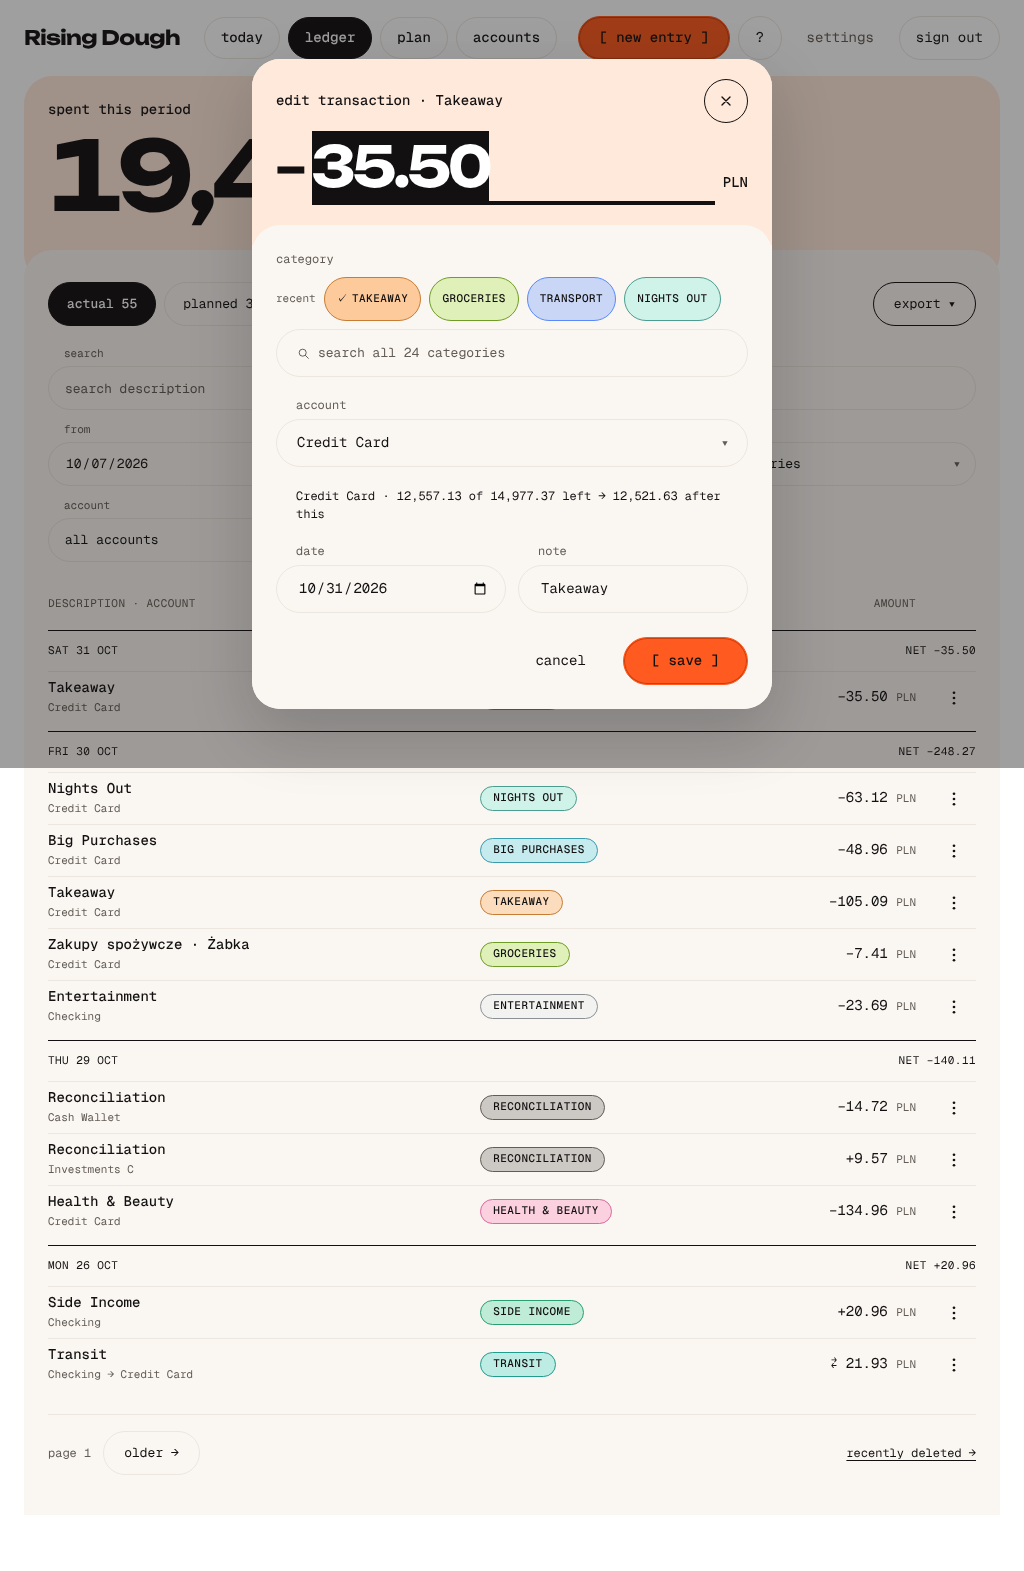 Rising Dough
today
ledger
plan
accounts
[ new entry ]
?
settings
sign out
spent this period
19,4
actual 55
planned 3
export ▾
search
search description
from
10/07/2026
ries
account
all accounts
edit transaction · Takeaway
−35.50
PLN
category
recent
✓ TAKEAWAY
GROCERIES
TRANSPORT
NIGHTS OUT
search all 24 categories
account
Credit Card
Credit Card · 12,557.13 of 14,977.37 left → 12,521.63 after
this
date
note
10/31/2026
Takeaway
cancel
[ save ]
DESCRIPTION · ACCOUNT
AMOUNT
SAT 31 OCT
NET −35.50
Takeaway
Credit Card
−35.50 PLN
FRI 30 OCT
NET −248.27
Nights Out
Credit Card
NIGHTS OUT
−63.12 PLN
Big Purchases
Credit Card
BIG PURCHASES
−48.96 PLN
Takeaway
Credit Card
TAKEAWAY
−105.09 PLN
Zakupy spożywcze · Żabka
Credit Card
GROCERIES
−7.41 PLN
Entertainment
Checking
ENTERTAINMENT
−23.69 PLN
THU 29 OCT
NET −140.11
Reconciliation
Cash Wallet
RECONCILIATION
−14.72 PLN
Reconciliation
Investments C
RECONCILIATION
+9.57 PLN
Health & Beauty
Credit Card
HEALTH & BEAUTY
−134.96 PLN
MON 26 OCT
NET +20.96
Side Income
Checking
SIDE INCOME
+20.96 PLN
Transit
Checking → Credit Card
TRANSIT
⇄ 21.93 PLN
page 1
older →
recently deleted →